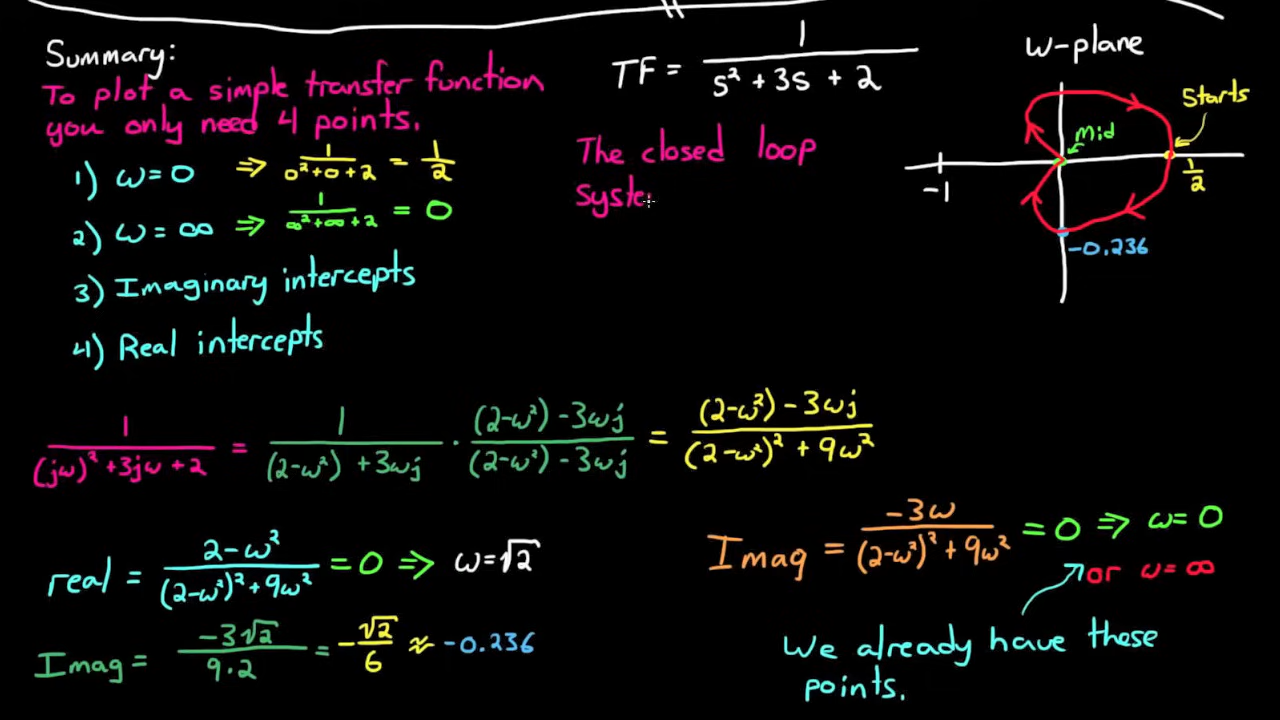 Summary:
To plot a simple transfer function
you only need 4 points.
1) ω=0 ⇒ 1/(0²+0+2) = 1/2
2) ω=∞ ⇒ 1/(∞²+∞+2) = 0
3) Imaginary intercepts
4) Real intercepts
TF = 1/(s² + 3s + 2)
The closed loop
syste
w-plane
Starts
Mid
-1
1/2
-0.236
1/((jω)²+3jω+2) = 1/((2-ω²)+3ωj) · ((2-ω²)-3ωj)/((2-ω²)-3ωj) = ((2-ω²)-3ωj)/((2-ω²)²+9ω²)
real = (2-ω²)/((2-ω²)²+9ω²) = 0 ⇒ ω=√2
Imag = -3√2/(9·2) = -√2/6 ≈ -0.236
Imag = -3ω/((2-ω²)²+9ω²) = 0 ⇒ ω=0
or ω=∞
We already have these
points.